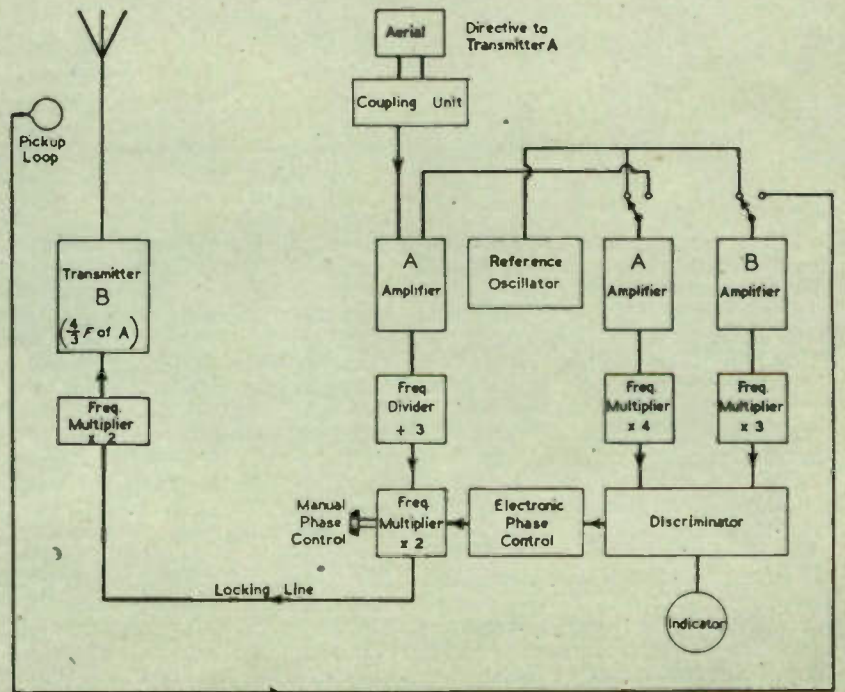 Aerial
Directive to
Transmitter A
Coupling Unit
Pickup
Loop
Transmitter
B
(4/3 F of A)
A
Amplifier
Reference
Oscillator
A
Amplifier
B
Amplifier
Freq.
Multiplier
x 2
Freq.
Divider
÷ 3
Freq.
Multiplier
x 4
Freq.
Multiplier
x 3
Manual
Phase
Control
Freq.
Multiplier
x 2
Electronic
Phase
Control
Discriminator
Locking Line
Indicator